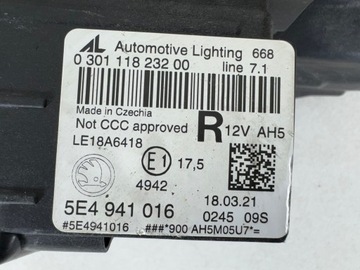 AL Automotive Lighting 668
0 301 118 232 00 line 7.1
Made in Czechia
Not CCC approved R 12V AH5
LE18A6418
E1 17,5
4942
18.03.21
5E4 941 016 0245 09S
#5E4941016 ###*900 AH5M05U7*=